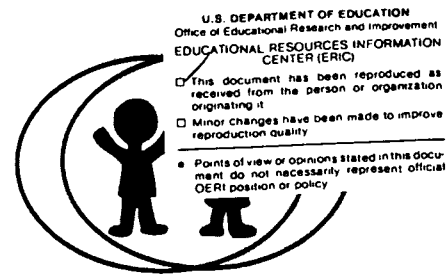 U.S. DEPARTMENT OF EDUCATION
Office of Educational Research and Improvement
EDUCATIONAL RESOURCES INFORMATION
CENTER (ERIC)
□ This document has been reproduced as
received from the person or organization
originating it
□ Minor changes have been made to improve
reproduction quality
● Points of view or opinions stated in this docu-
ment do not necessarily represent official
OERI position or policy